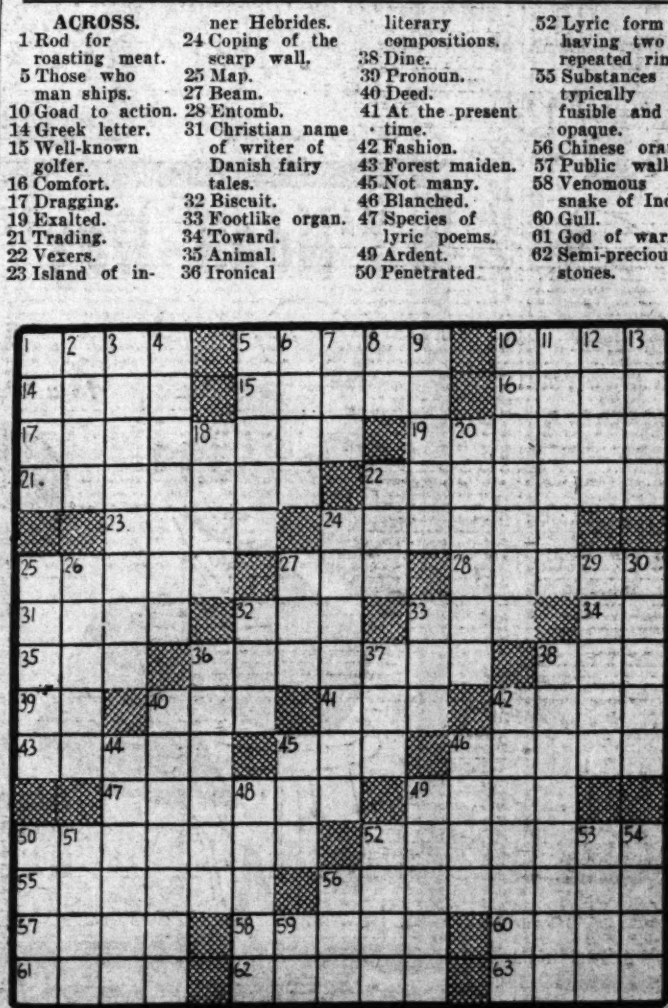 ACROSS.
1 Rod for
roasting meat.
5 Those who
man ships.
10 Goad to action.
14 Greek letter.
15 Well-known
golfer.
16 Comfort.
17 Dragging.
19 Exalted.
21 Trading.
22 Vexers.
23 Island of in-
ner Hebrides.
24 Coping of the
scarp wall.
25 Map.
27 Beam.
28 Entomb.
31 Christian name
of writer of
Danish fairy
tales.
32 Biscuit.
33 Footlike organ.
34 Toward.
35 Animal.
36 Ironical
literary
compositions.
38 Dine.
39 Pronoun.
40 Deed.
41 At the present
time.
42 Fashion.
43 Forest maiden.
45 Not many.
46 Blanched.
47 Species of
lyric poems.
49 Ardent.
50 Penetrated.
52 Lyric form
having two
repeated
55 Substances
typically
fusible and
opaque.
56 Chinese
57 Public
58 Venomous
snake of
60 Gull.
61 God of war
62
stones.
1 2 3 4 5 6 7 8 9 10 11 12 13
14 15 16
17 18 19 20
21. 22
23 24
25 26 27 28 29 30
31 32 33 34
35 36 37 38
39 40 41 42
43 44 45 46
47 48 49
50 51 52 53 54
55 56
57 58 59 60
61 62 63